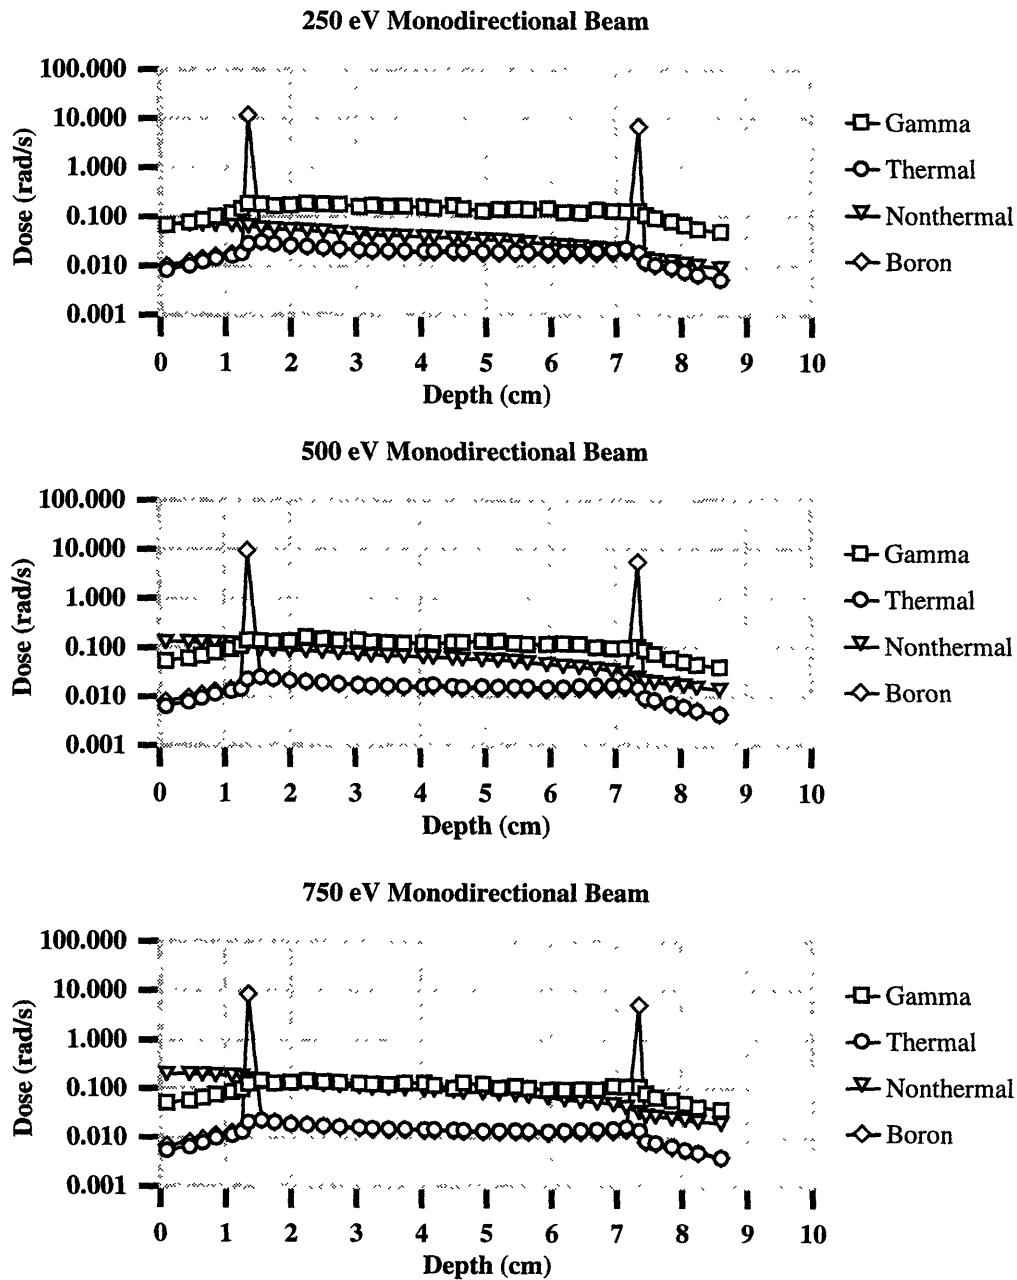 250 eV Monodirectional Beam
100.000
10.000
1.000
0.100
0.010
0.001
Dose (rad/s)
0 1 2 3 4 5 6 7 8 9 10
Depth (cm)
Gamma
Thermal
Nonthermal
Boron
500 eV Monodirectional Beam
100.000
10.000
1.000
0.100
0.010
0.001
Dose (rad/s)
0 1 2 3 4 5 6 7 8 9 10
Depth (cm)
Gamma
Thermal
Nonthermal
Boron
750 eV Monodirectional Beam
100.000
10.000
1.000
0.100
0.010
0.001
Dose (rad/s)
0 1 2 3 4 5 6 7 8 9 10
Depth (cm)
Gamma
Thermal
Nonthermal
Boron